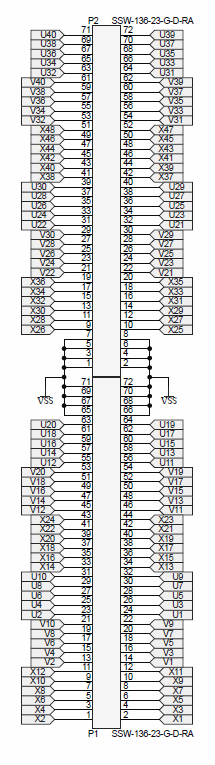 P2 SSW-136-23-G-D-RA
U40 71 72 U39
U38 69 70 U37
U36 67 68 U35
U34 65 66 U33
U32 63 64 U31
V40 61 62 V39
V38 59 60 V37
V36 57 58 V35
V34 55 56 V33
V32 53 54 V31
X48 51 52 X47
X46 49 50 X45
X44 47 48 X43
X42 45 46 X41
X40 43 44 X39
X38 41 42 X37
U30 39 40 U29
U28 37 38 U27
U26 35 36 U25
U24 33 34 U23
U22 31 32 U21
V30 29 30 V29
V28 27 28 V27
V26 25 26 V25
V24 23 24 V23
V22 21 22 V21
X36 19 20 X35
X34 17 18 X33
X32 15 16 X31
X30 13 14 X29
X28 11 12 X27
X26 9 10 X25
7 8
5 6
3 4
1 2
71 72
69 70
VSS 67 68 VSS
65 66
U20 63 64 U19
U18 61 62 U17
U16 59 60 U15
U14 57 58 U13
U12 55 56 U11
V20 53 54 V19
V18 51 52 V17
V16 49 50 V15
V14 47 48 V13
V12 45 46 V11
X24 43 44 X23
X22 41 42 X21
X20 39 40 X19
X18 37 38 X17
X16 35 36 X15
X14 33 34 X13
U10 31 32 U9
U8 29 30 U7
U6 27 28 U5
U4 25 26 U3
U2 23 24 U1
V10 21 22 V9
V8 19 20 V7
V6 17 18 V5
V4 15 16 V3
V2 13 14 V1
X12 11 12 X11
X10 9 10 X9
X8 7 8 X7
X6 5 6 X5
X4 3 4 X3
X2 1 2 X1
P1 SSW-136-23-G-D-RA